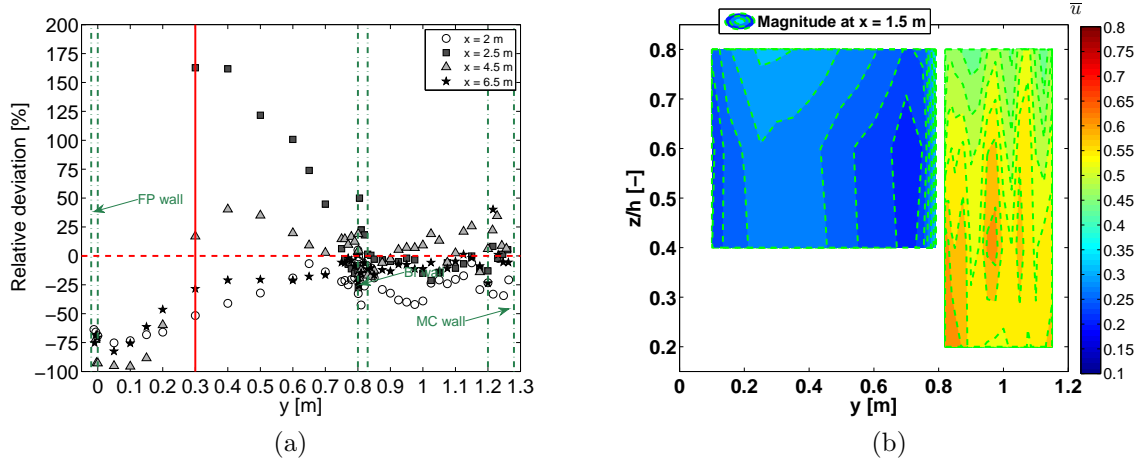 200
175
150
125
100
75
50
25
0
−25
−50
−75
−100
Relative deviation [%]
0 0.1 0.2 0.3 0.4 0.5 0.6 0.7 0.8 0.9 1 1.1 1.2 1.3
y [m]
x = 2 m
x = 2.5 m
x = 4.5 m
x = 6.5 m
FP wall
MC wall
(a)
Magnitude at x = 1.5 m
0.8
0.7
0.6
0.5
0.4
0.3
0.2
z/h [-]
0 0.2 0.4 0.6 0.8 1 1.2
y [m]
u
0.8
0.75
0.7
0.65
0.6
0.55
0.5
0.45
0.4
0.35
0.3
0.25
0.2
0.15
0.1
(b)